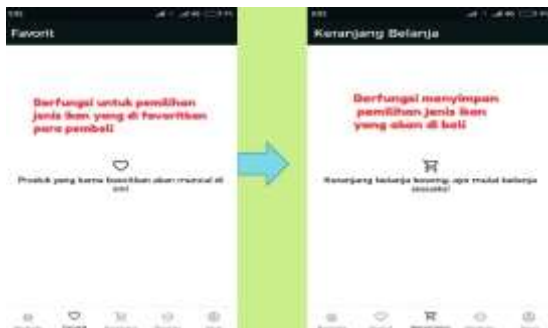 Favorit
Berfungsi untuk pemilihan
jenis ikan yang di favoritkan
para pembeli
Produk yang kamu favoritkan akan muncul di
sini
Keranjang Belanja
Berfungsi menyimpan
pemilihan jenis ikan
yang akan di beli
Keranjang belanja kosong, ayo mulai belanja
sesuatu!